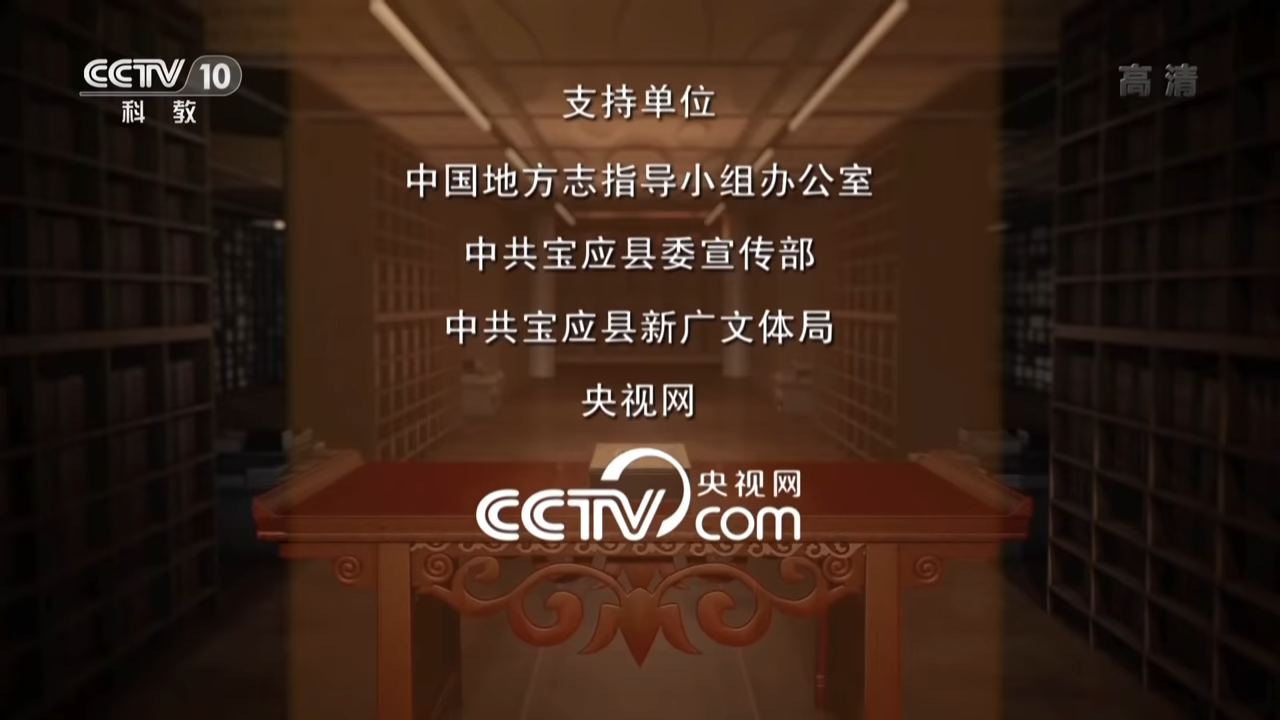 CCTV 10
科教
高清
支持单位
中国地方志指导小组办公室
中共宝应县委宣传部
中共宝应县新广文体局
央视网
CCTV 央视网
com